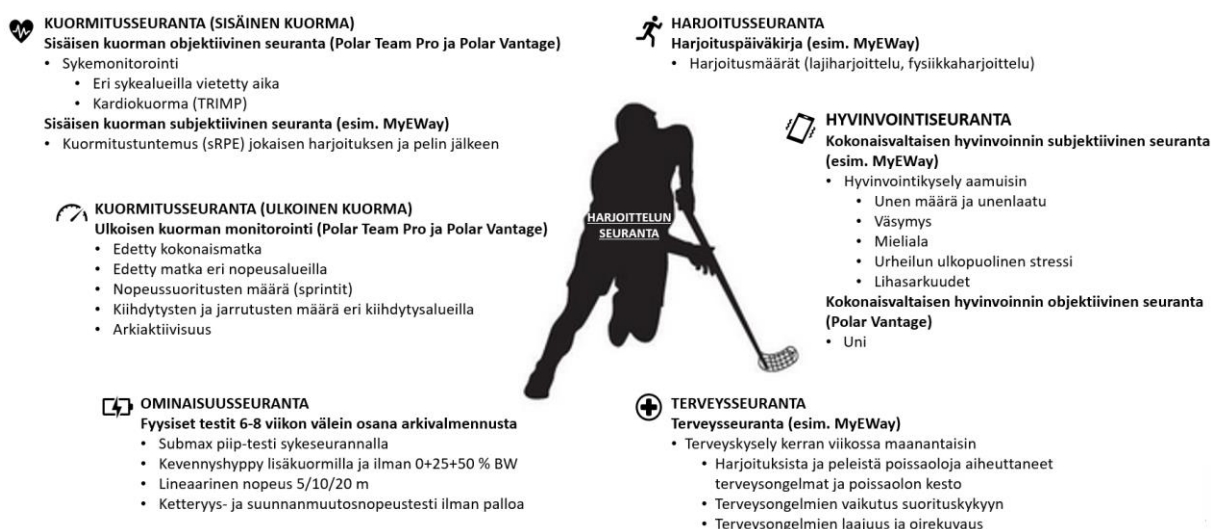 KUORMITUSSEURANTA (SISÄINEN KUORMA)
Sisäisen kuorman objektiivinen seuranta (Polar Team Pro ja Polar Vantage)
• Sykemonitorointi
• Eri sykealueilla vietetty aika
• Kardiokuorma (TRIMP)
Sisäisen kuorman subjektiivinen seuranta (esim. MyEWay)
• Kuormitustuntemus (sRPE) jokaisen harjoituksen ja pelin jälkeen
KUORMITUSSEURANTA (ULKOINEN KUORMA)
Ulkoisen kuorman monitorointi (Polar Team Pro ja Polar Vantage)
• Edetty kokonaismatka
• Edetty matka eri nopeusalueilla
• Nopeussuoritusten määrä (sprintit)
• Kiihdytysten ja jarrutusten määrä eri kiihdytysalueilla
• Arkiaktiivisuus
OMINAISUUSSEURANTA
Fyysiset testit 6-8 viikon välein osana arkivalmennusta
• Submax piip-testi sykeseurannalla
• Kevennyshyppy lisäkuormilla ja ilman 0+25+50 % BW
• Lineaarinen nopeus 5/10/20 m
• Ketteryys- ja suunnanmuutosnopeustesti ilman palloa
HARJOITTELUN
SEURANTA
HARJOITUSSEURANTA
Harjoituspäiväkirja (esim. MyEWay)
• Harjoitusmäärät (lajiharjoittelu, fysiikkaharjoittelu)
HYVINVOINTISEURANTA
Kokonaisvaltaisen hyvinvoinnin subjektiivinen seuranta
(esim. MyEWay)
• Hyvinvointikysely aamuisin
• Unen määrä ja unenlaatu
• Väsymys
• Mieliala
• Urheilun ulkopuolinen stressi
• Lihasarkuudet
Kokonaisvaltaisen hyvinvoinnin objektiivinen seuranta
(Polar Vantage)
• Uni
TERVEYSSEURANTA
Terveysseuranta (esim. MyEWay)
• Terveyskysely kerran viikossa maanantaisin
• Harjoituksista ja peleistä poissaoloja aiheuttaneet
terveysongelmat ja poissaolon kesto
• Terveysongelmien vaikutus suorituskykyyn
• Terveysongelmien laajuus ja oirekuvaus